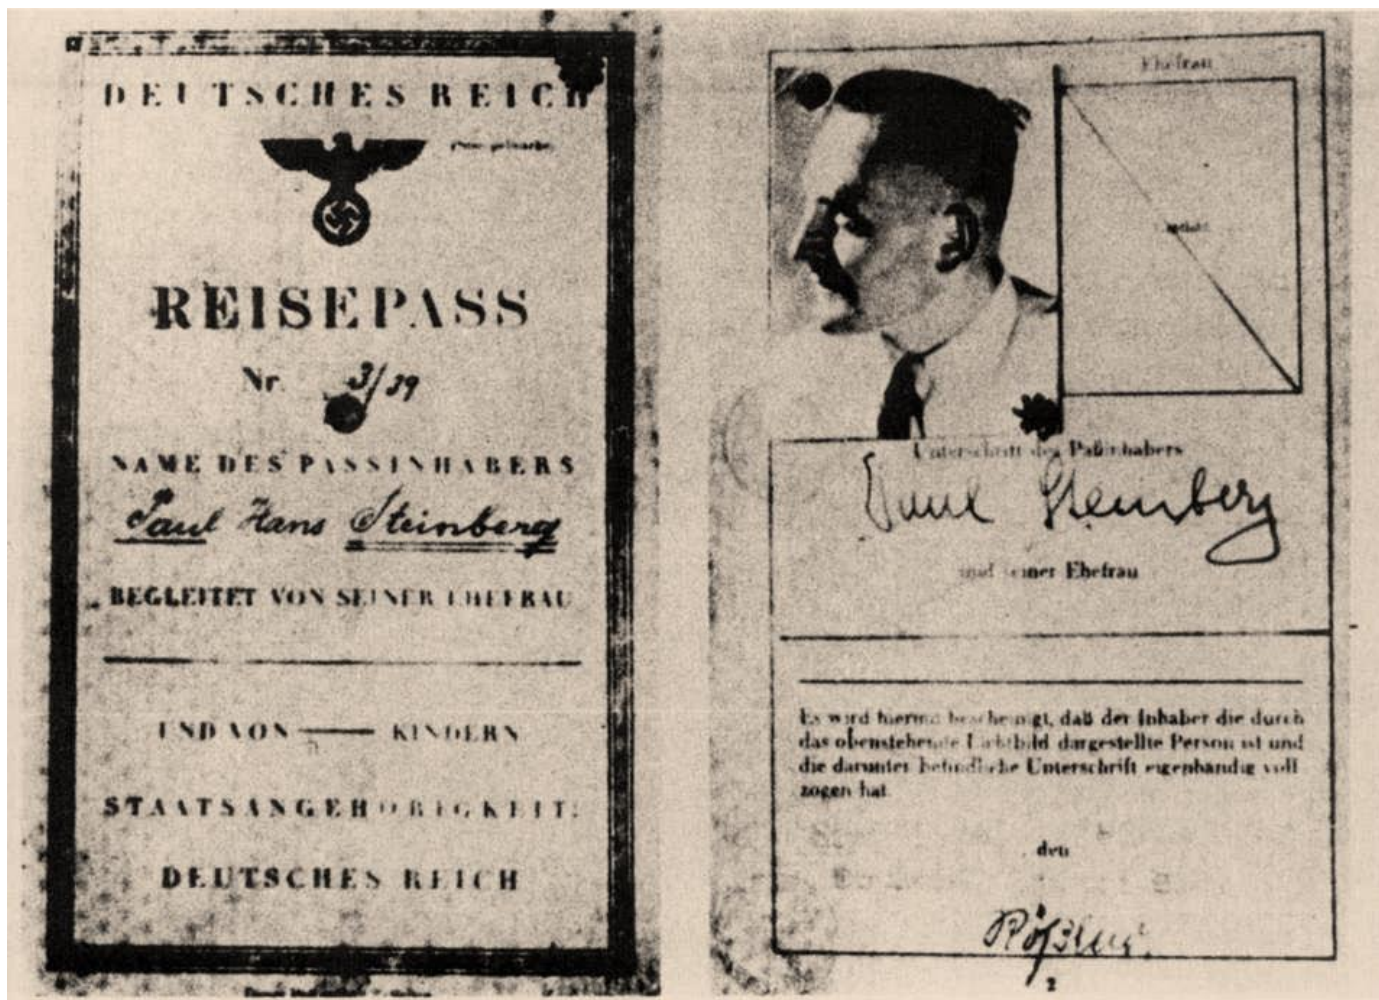 DEUTSCHES REICH
REISEPASS
Nr. 3/39
NAME DES PASSINHABERS
Paul Hans Steinberg
BEGLEITET VON SEINER EHEFRAU
UND VON — KINDERN
STAATSANGEHÖRIGKEIT:
DEUTSCHES REICH
Ehefrau
Unterschrift des Paßinhabers
Paul Steinberg
und seiner Ehefrau
Es wird hiermit bescheinigt, daß der Inhaber die durch
das obenstehende Lichtbild dargestellte Person ist und
die darunter befindliche Unterschrift eigenhändig voll
zogen hat
den
2